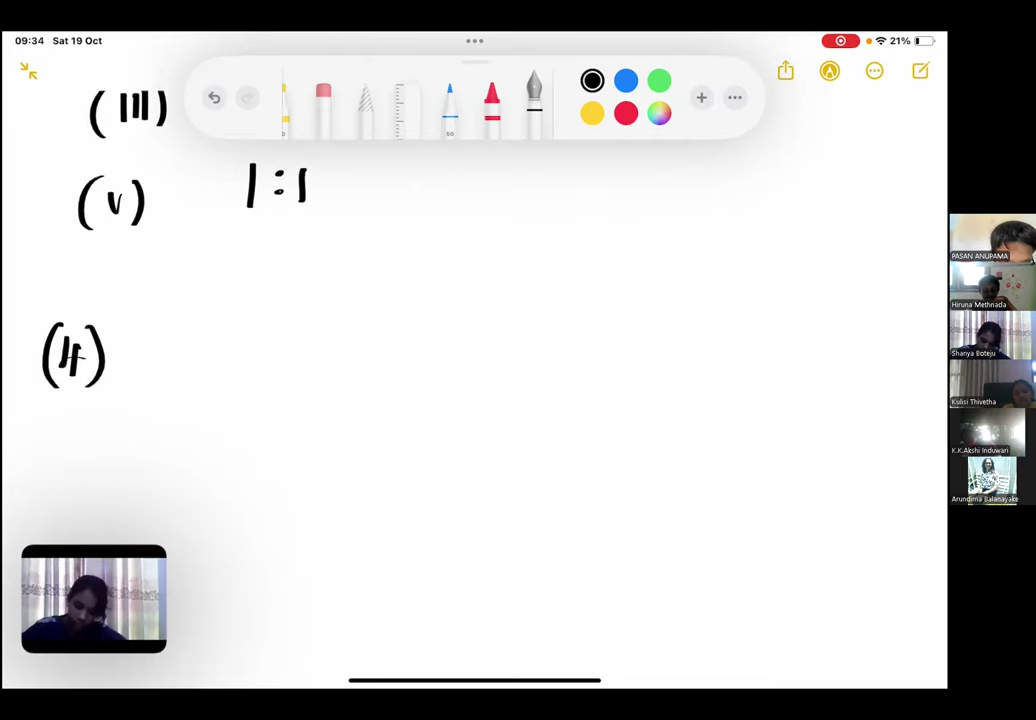 09:34 Sat 19 Oct
21%
(III)
50
(v) 1:1
(4)
PASAN ANUPAMA
Hiruna Methnada
Shanya Boteju
Kulisi Thivetha
K.K.Akshi Induwari
Arundima Balanayake